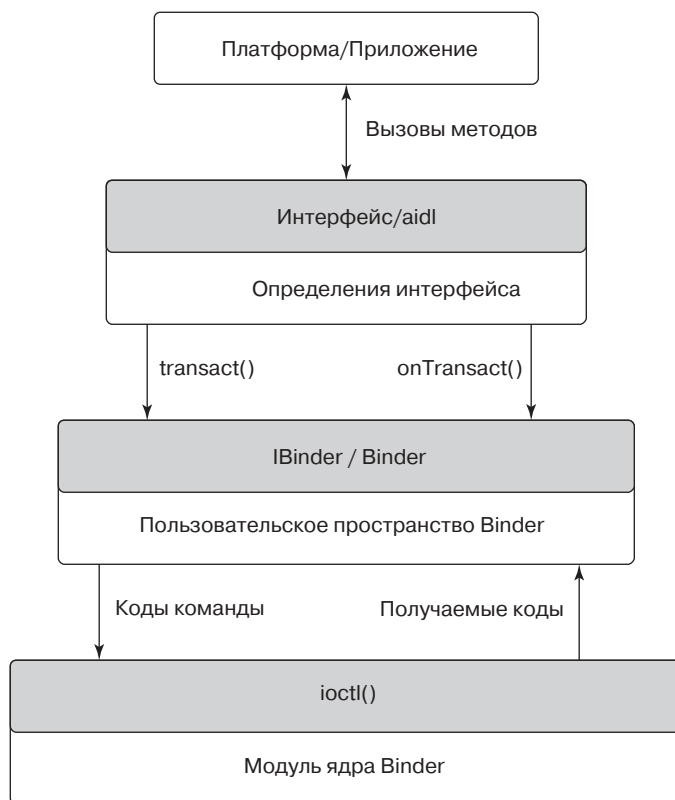 Платформа/Приложение
Вызовы методов
Интерфейс/aidl
Определения интерфейса
transact()
onTransact()
IBinder / Binder
Пользовательское пространство Binder
Коды команды
Получаемые коды
ioctl()
Модуль ядра Binder